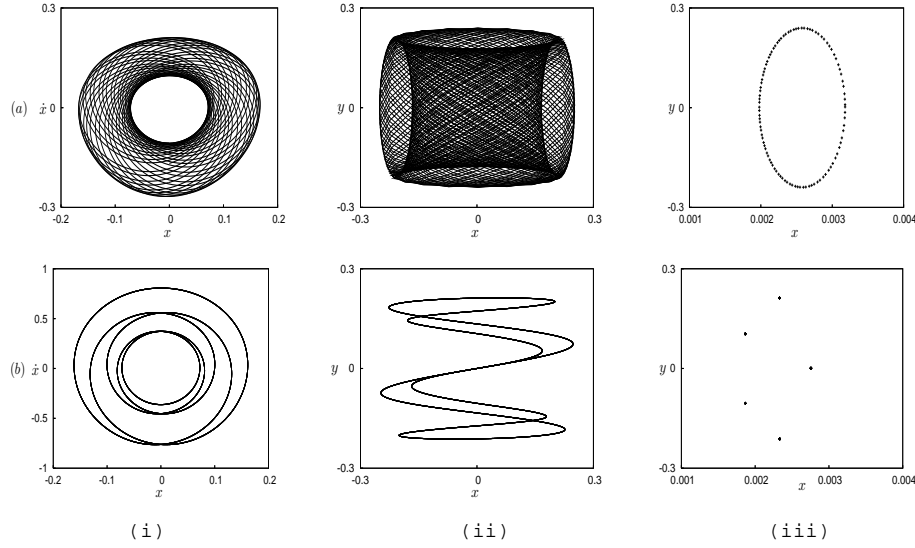 0.3 0.3 0.3
(a) ẋ 0 y 0 y 0
-0.3 -0.3 -0.3
-0.2 -0.1 0 0.1 0.2 -0.3 0 0.3 0.001 0.002 0.003 0.004
x x x
1 0.3 0.3
0.5
(b) ẋ 0 y 0 y 0
-0.5
-1 -0.3 -0.3
-0.2 -0.1 0 0.1 0.2 -0.3 0 0.3 0.001 0.002 0.003 0.004
x x x
(i) (ii) (iii)